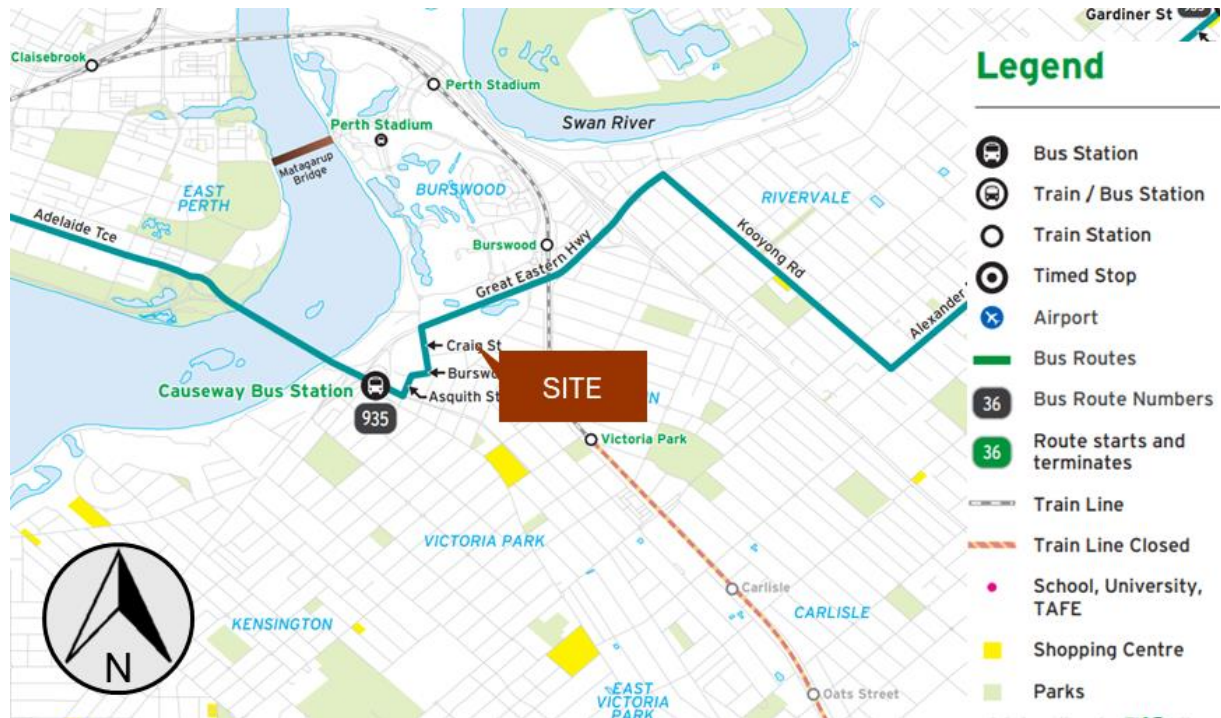 Gardiner St
Claisebrook
Perth Stadium
Perth Stadium
Swan River
Matagarup
Bridge
EAST
PERTH
BURSWOOD
RIVERVALE
Adelaide Tce
Burswood
Great Eastern Hwy
Kooyong Rd
Alexander
Craig St
Causeway Bus Station
935
Asquith St
SITE
Victoria Park
VICTORIA PARK
Carlisle
CARLISLE
KENSINGTON
EAST
VICTORIA
PARK
Oats Street
N
Legend
Bus Station
Train / Bus Station
Train Station
Timed Stop
Airport
Bus Routes
36 Bus Route Numbers
36 Route starts and
terminates
Train Line
Train Line Closed
School, University,
TAFE
Shopping Centre
Parks